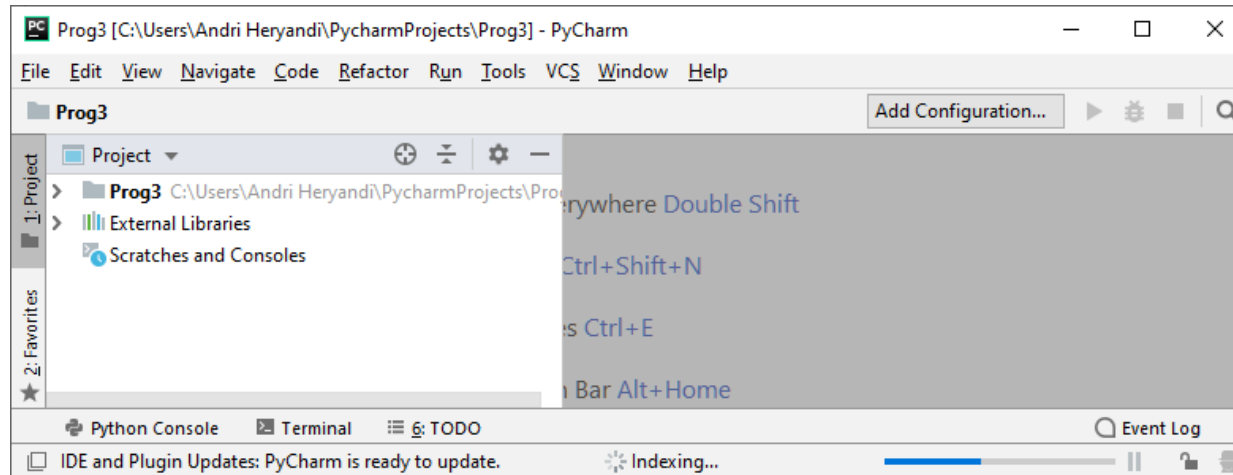 PC Prog3 [C:\Users\Andri Heryandi\PycharmProjects\Prog3] - PyCharm
File Edit View Navigate Code Refactor Run Tools VCS Window Help
Prog3 Add Configuration...
1: Project
2: Favorites
Project
Prog3 C:\Users\Andri Heryandi\PycharmProjects\Pro
External Libraries
Scratches and Consoles
erywhere Double Shift
Ctrl+Shift+N
es Ctrl+E
n Bar Alt+Home
Python Console Terminal 6: TODO Event Log
IDE and Plugin Updates: PyCharm is ready to update. Indexing...